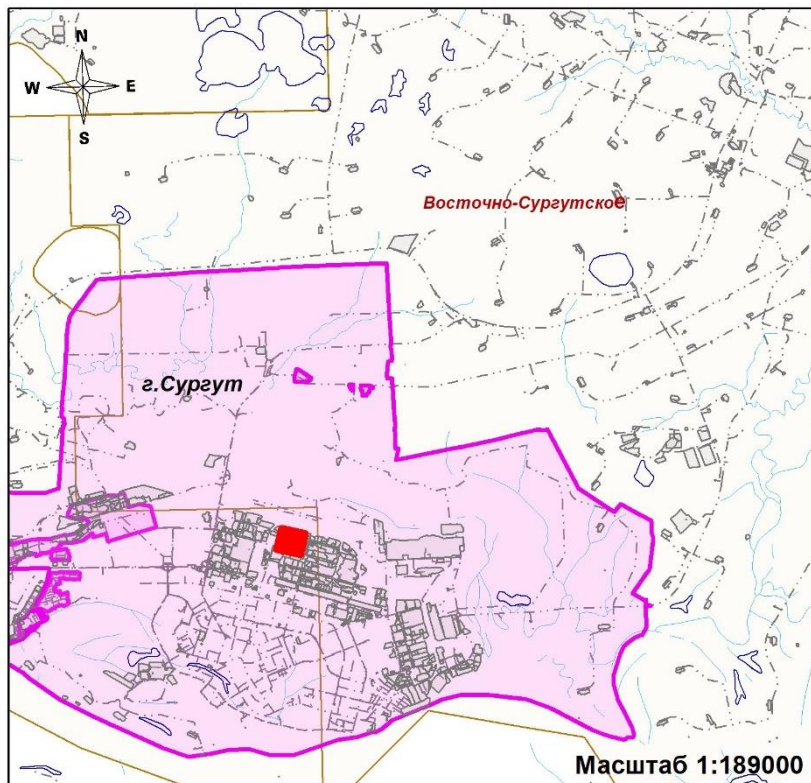 N
W E
S
Восточно-Сургутское
г.Сургут
Масштаб 1:189000